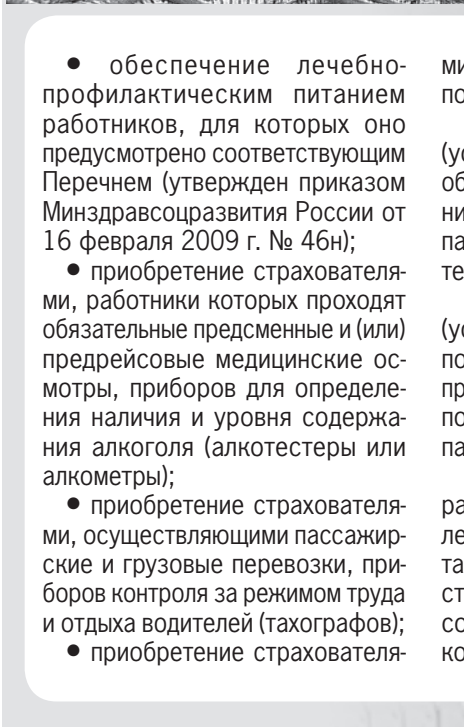 • обеспечение лечебно-
профилактическим питанием
работников, для которых оно
предусмотрено соответствующим
Перечнем (утвержден приказом
Минздравсоцразвития России от
16 февраля 2009 г. № 46н);
• приобретение страхователя-
ми, работники которых проходят
обязательные предсменные и (или)
предрейсовые медицинские ос-
мотры, приборов для определе-
ния наличия и уровня содержа-
ния алкоголя (алкотестеры или
алкометры);
• приобретение страхователя-
ми, осуществляющими пассажир-
ские и грузовые перевозки, при-
боров контроля за режимом труда
и отдыха водителей (тахографов);
• приобретение страхователя-